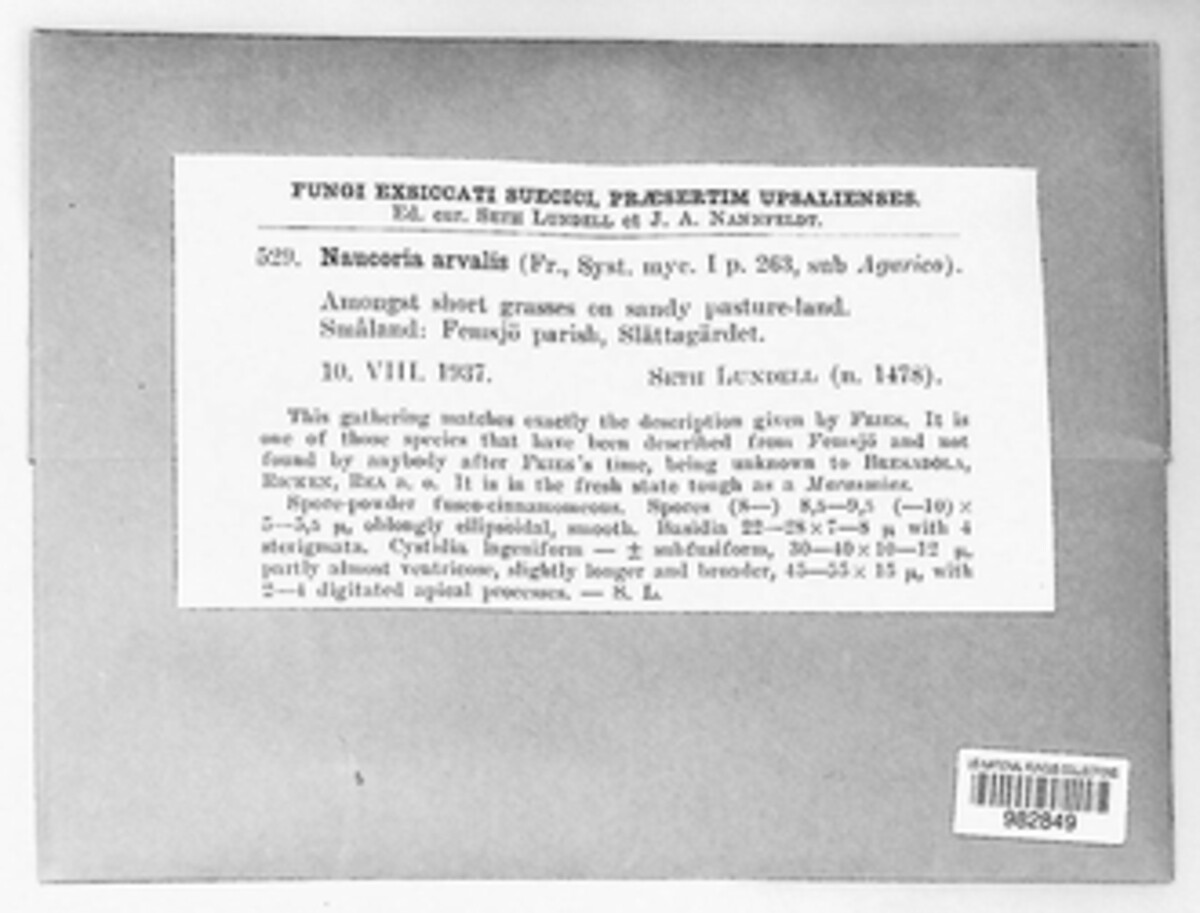 FUNGI EXSICCATI SUECICI, PRÆSERTIM UPSALIENSES.
Ed. cur. SETH LUNDELL et J. A. NANNFELDT.
529. Naucoria arvalis (Fr., Syst. myc. I p. 263, sub Agarico).
Amongst short grasses on sandy pasture-land.
Småland: Femsjö parish, Slättagärdet.
10. VIII. 1937. SETH LUNDELL (n. 1478).
This gathering matches exactly the description given by FRIES. It is
one of those species that have been described from Femsjö and not
found by anybody after FRIES's time, being unknown to BRESADOLA,
RICKEN, REA a. o. It is in the fresh state tough as a Marasmius.
Spore-powder fusco-cinnamomeous. Spores (8—) 8,5—9,5 (—10) ×
5—5,5 µ, oblongly ellipsoidal, smooth. Basidia 22—28 × 7—8 µ with 4
sterigmata. Cystidia lageniform — ± subfusiform, 30—40 × 10—12 µ,
partly almost ventricose, slightly longer and broader, 45—55 × 15 µ, with
2—4 digitated apical processes. — S. L.
US NATIONAL FUNGUS COLLECTIONS
982849